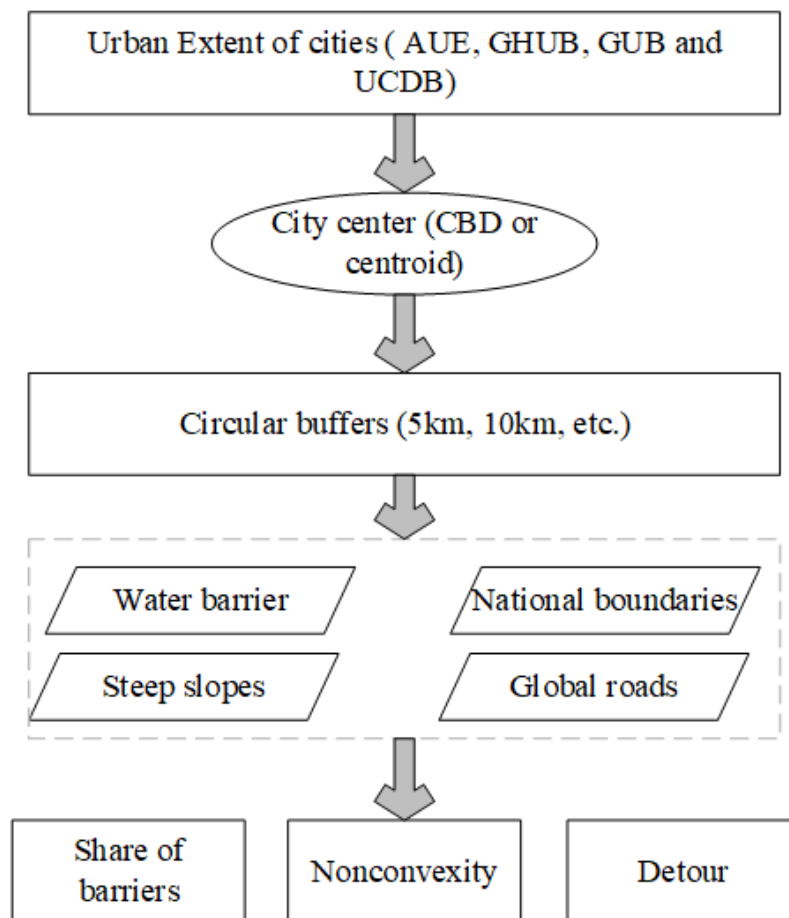 Urban Extent of cities ( AUE, GHUB, GUB and
UCDB)
City center (CBD or
centroid)
Circular buffers (5km, 10km, etc.)
Water barrier
National boundaries
Steep slopes
Global roads
Share of
barriers
Nonconvexity
Detour